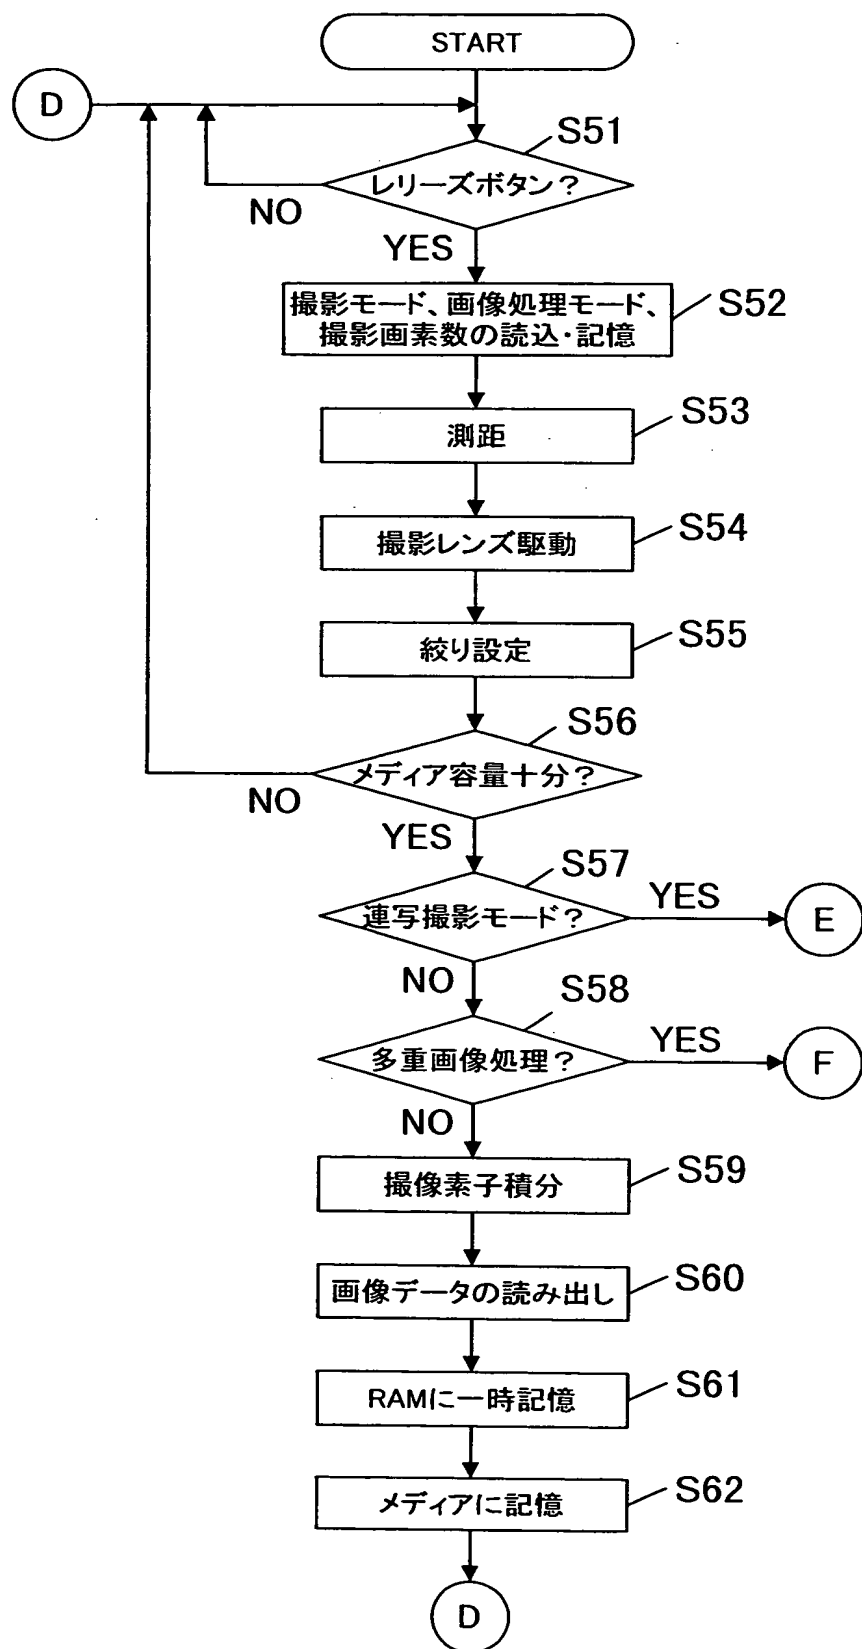 START
D
S51
レリーズボタン？
NO
YES
撮影モード、画像処理モード、
撮影画素数の読込・記憶
S52
測距
S53
撮影レンズ駆動
S54
絞り設定
S55
S56
メディア容量十分？
NO
YES
S57
連写撮影モード？
YES
E
NO
S58
多重画像処理？
YES
F
NO
撮像素子積分
S59
画像データの読み出し
S60
RAMに一時記憶
S61
メディアに記憶
S62
D